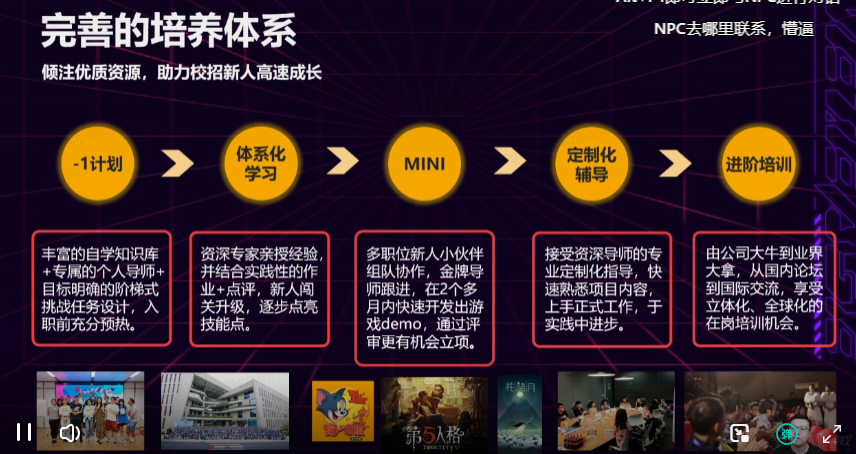 NPC去哪里联系，懵逼
完善的培养体系
倾注优质资源，助力校招新人高速成长
-1计划
体系化
学习
MINI
定制化
辅导
进阶培训
丰富的自学知识库
+专属的个人导师+
目标明确的阶梯式
挑战任务设计，入
职前充分预热。
资深专家亲授经验，
并结合实践性的作
业+点评，新人闯
关升级，逐步点亮
技能点。
多职位新人小伙伴
组队协作，金牌导
师跟进，在2个多
月内快速开发出游
戏demo，通过评
审更有机会立项。
接受资深导师的专
业定制化指导，快
速熟悉项目内容，
上手正式工作，于
实践中进步。
由公司大牛到业界
大拿，从国内论坛
到国际交流，享受
立体化、全球化的
在岗培训机会。
第5人格
弹